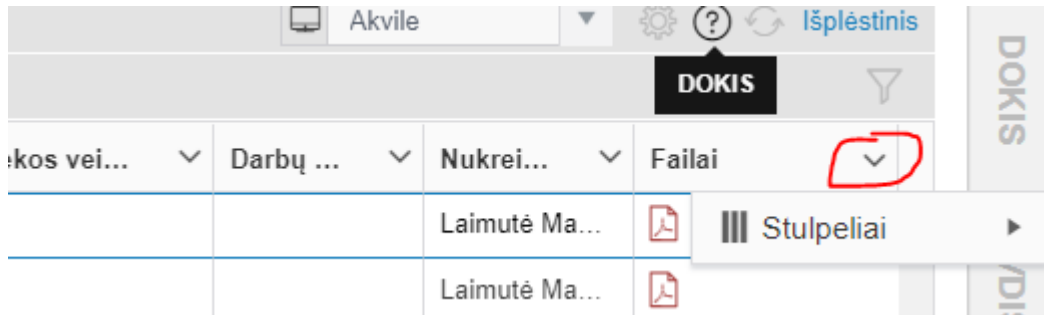 Akvile
Išplėstinis
DOKIS
DOKIS
ekos vei...
Darbų ...
Nukrei...
Failai
Laimutė Ma...
Stulpeliai
Laimutė Ma...